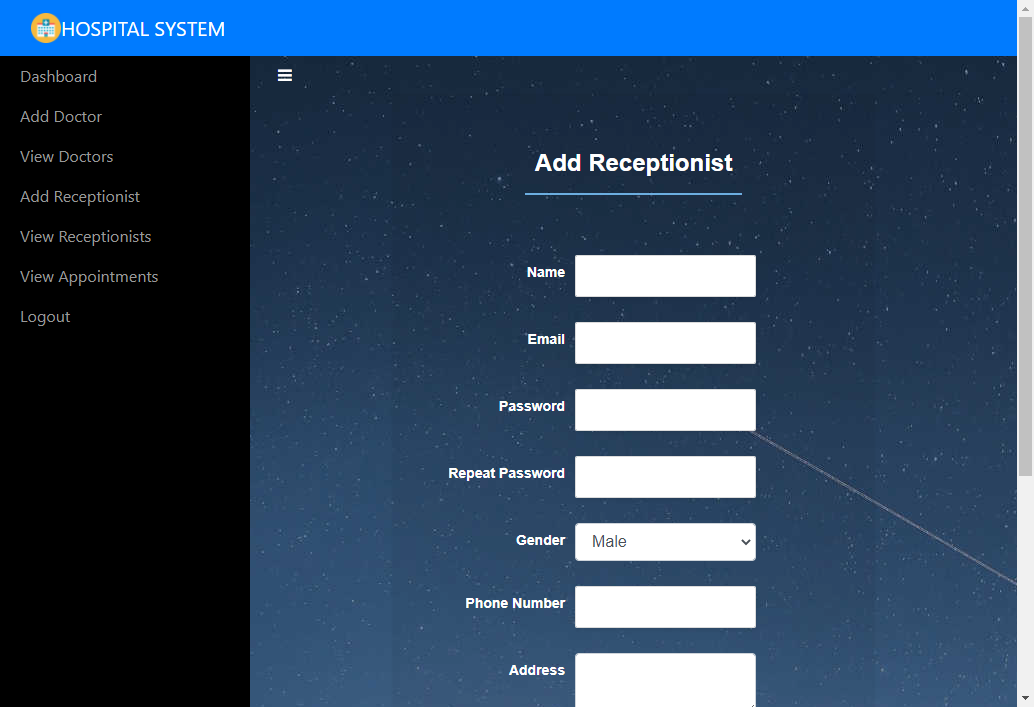 HOSPITAL SYSTEM
Dashboard
Add Doctor
View Doctors
Add Receptionist
View Receptionists
View Appointments
Logout
Add Receptionist
Name
Email
Password
Repeat Password
Gender
Male
Phone Number
Address